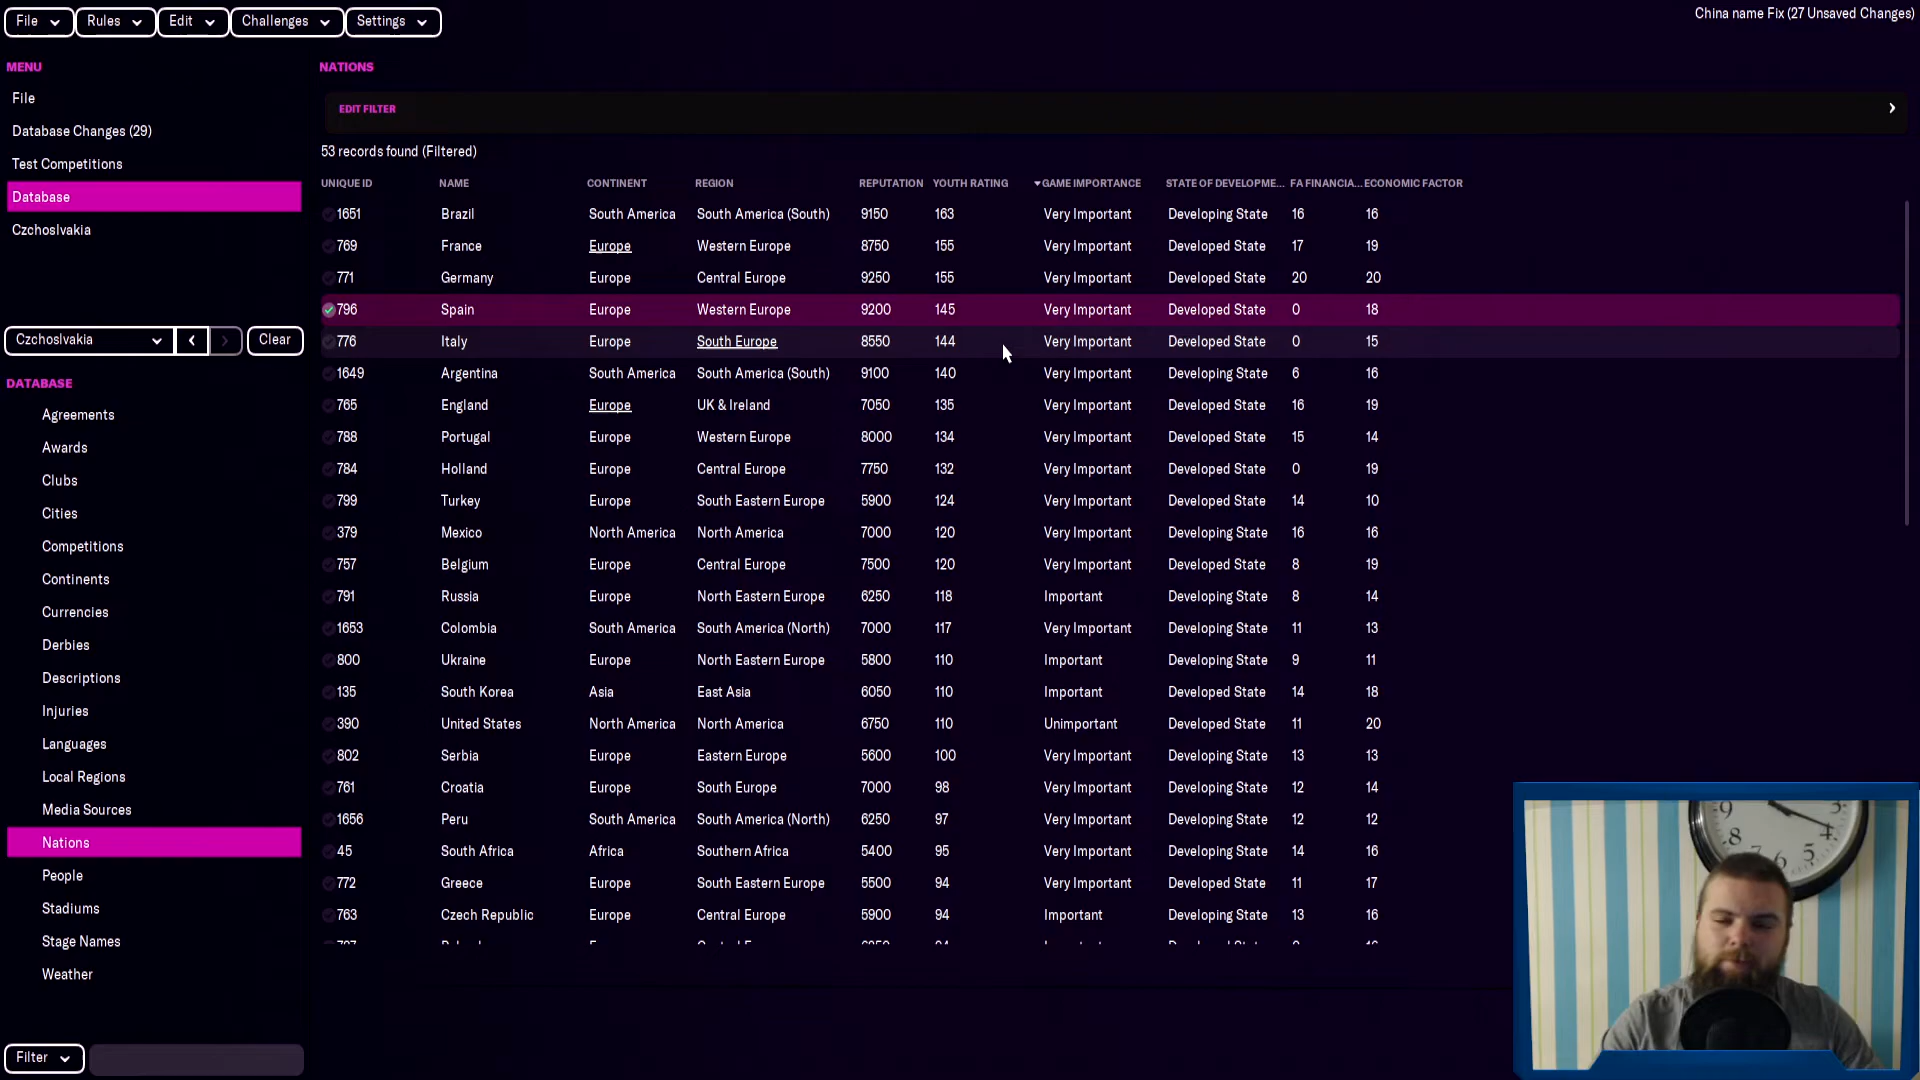 File Rules Edit Challenges Settings China name Fix (27 Unsaved Changes)
MENU
File
Database Changes (29)
Test Competitions
Database
Czchoslvakia
Czchoslvakia Clear
DATABASE
Agreements
Awards
Clubs
Cities
Competitions
Continents
Currencies
Derbies
Descriptions
Injuries
Languages
Local Regions
Media Sources
Nations
People
Stadiums
Stage Names
Weather
Filter
NATIONS
EDIT FILTER
53 records found (Filtered)
UNIQUE ID NAME CONTINENT REGION REPUTATION YOUTH RATING GAME IMPORTANCE STATE OF DEVELOPME... FA FINANCIA... ECONOMIC FACTOR
1651 Brazil South America South America (South) 9150 163 Very Important Developing State 16 16
769 France Europe Western Europe 8750 155 Very Important Developed State 17 19
771 Germany Europe Central Europe 9250 155 Very Important Developed State 20 20
796 Spain Europe Western Europe 9200 145 Very Important Developed State 0 18
776 Italy Europe South Europe 8550 144 Very Important Developed State 0 15
1649 Argentina South America South America (South) 9100 140 Very Important Developing State 6 16
765 England Europe UK & Ireland 7050 135 Very Important Developed State 16 19
788 Portugal Europe Western Europe 8000 134 Very Important Developed State 15 14
784 Holland Europe Central Europe 7750 132 Very Important Developed State 0 19
799 Turkey Europe South Eastern Europe 5900 124 Very Important Developed State 14 10
379 Mexico North America North America 7000 120 Very Important Developing State 16 16
757 Belgium Europe Central Europe 7500 120 Very Important Developed State 8 19
791 Russia Europe North Eastern Europe 6250 118 Important Developing State 8 14
1653 Colombia South America South America (North) 7000 117 Very Important Developing State 11 13
800 Ukraine Europe North Eastern Europe 5800 110 Important Developing State 9 11
135 South Korea Asia East Asia 6050 110 Important Developed State 14 18
390 United States North America North America 6750 110 Unimportant Developed State 11 20
802 Serbia Europe Eastern Europe 5600 100 Very Important Developing State 13 13
761 Croatia Europe South Europe 7000 98 Very Important Developing State 12 14
1656 Peru South America South America (North) 6250 97 Very Important Developing State 12 12
45 South Africa Africa Southern Africa 5400 95 Very Important Developing State 14 16
772 Greece Europe South Eastern Europe 5500 94 Very Important Developed State 11 17
763 Czech Republic Europe Central Europe 5900 94 Important Developing State 13 16
9 3
8 4
7 6 5